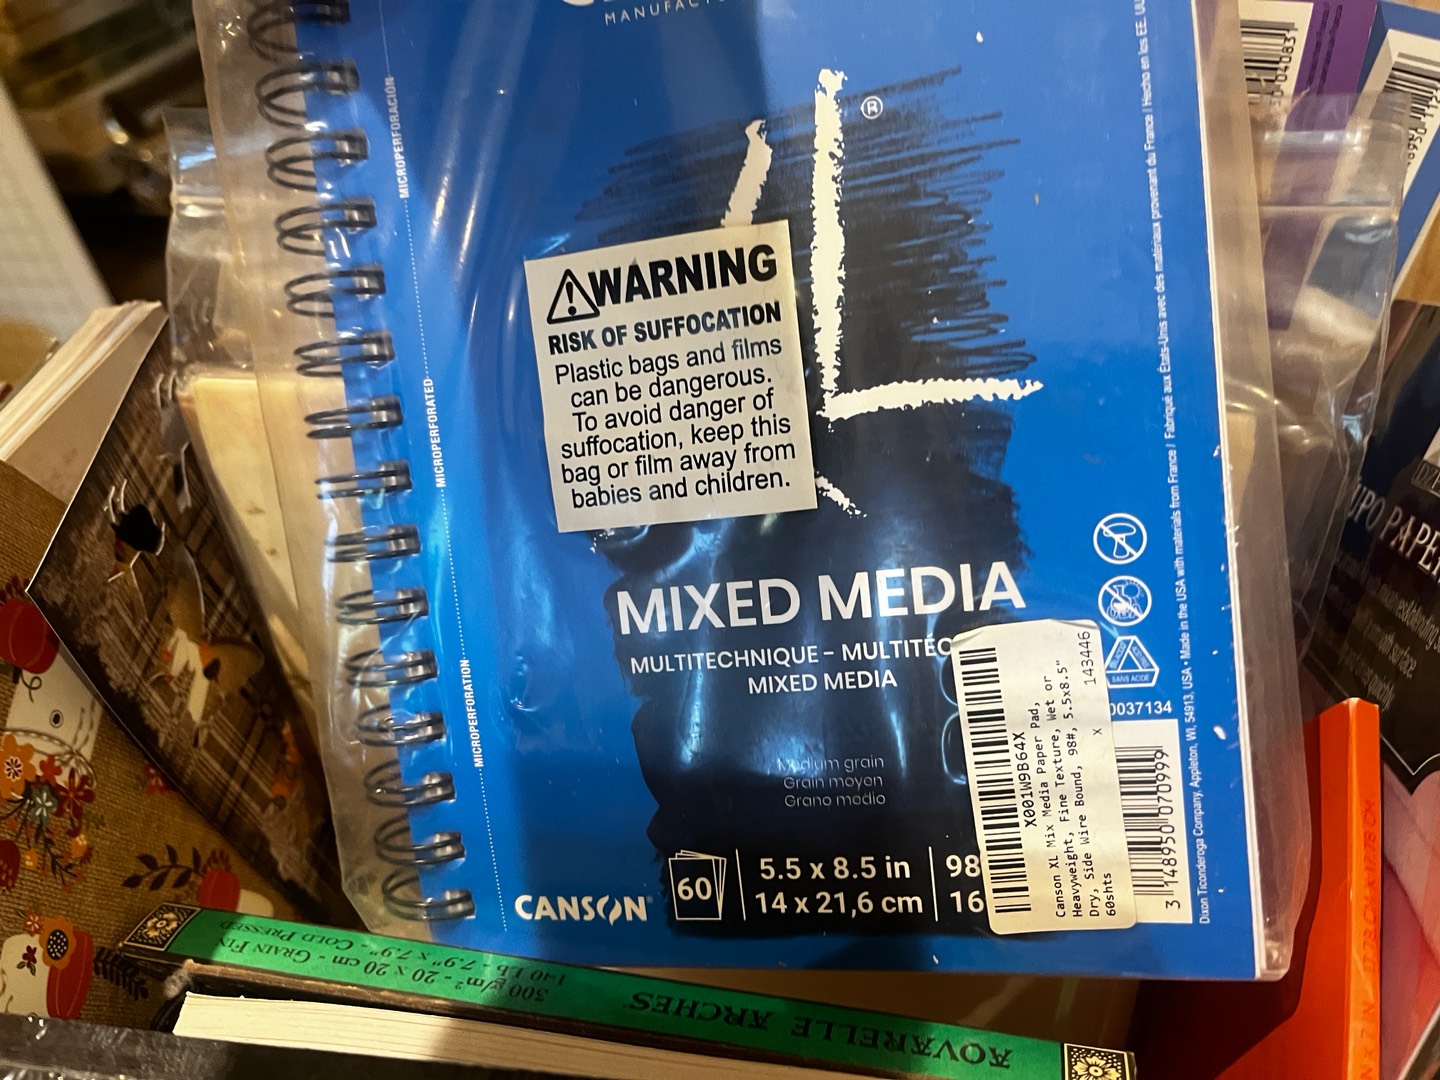 MANUFACT
®
MICROPERFORACIÓN
MICROPERFORATED
MICROPERFORATION
WARNING
RISK OF SUFFOCATION
Plastic bags and films
can be dangerous.
To avoid danger of
suffocation, keep this
bag or film away from
babies and children.
MIXED MEDIA
MULTITECHNIQUE - MULTITÉC
MIXED MEDIA
Medium grain
Grain moyen
Grano medio
CANSON®
60
5.5 x 8.5 in
14 x 21,6 cm
98
16
X001W9B64X
Canson XL Mix Media Paper Pad,
Heavyweight, Fine Texture, Wet or
Dry, Side Wire Bound, 98#, 5.5x8.5"
60shts X 143446
SANS ACIDE
0037134
3 148950 070999
Dixon Ticonderoga Company, Appleton, WI, 54913, USA • Made in the USA with materials from France / Fabriqué aux États-Unis avec des matériaux provenant du France / Hecho en los EE. UU
UPO PAPER
AQVARELLE ARCHES
300 g/m² - 20 x 20 cm - GRAIN FIN
140 Lb - 7.9" x 7.9" - COLD PRESSED